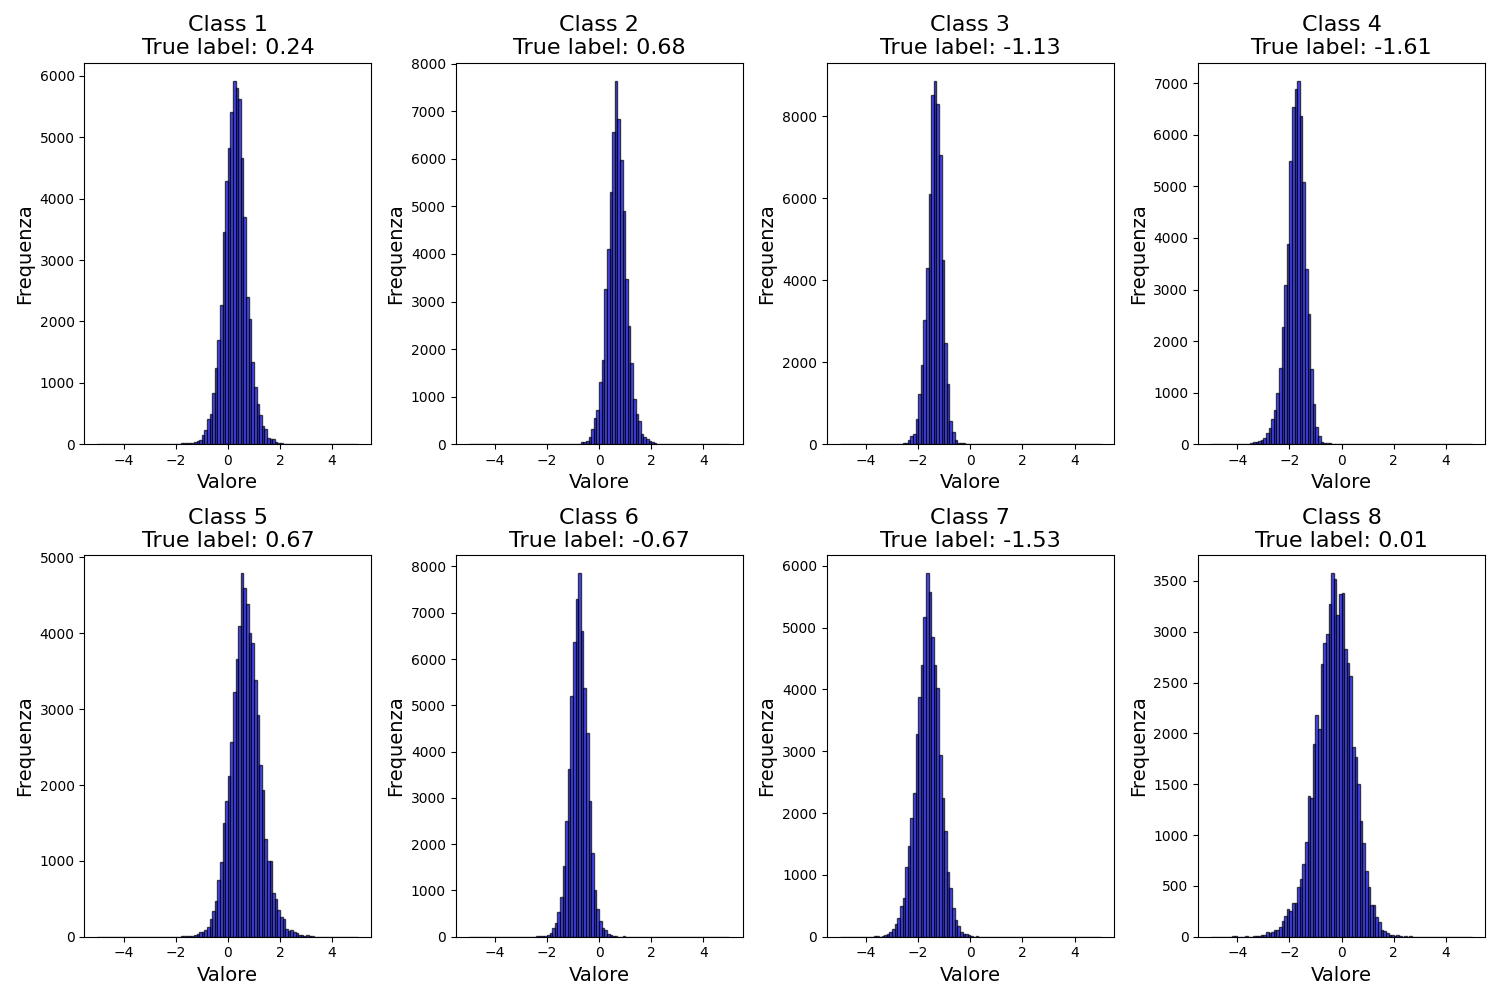 Class 1
True label: 0.24
Class 2
True label: 0.68
Class 3
True label: -1.13
Class 4
True label: -1.61
6000
5000
4000
3000
2000
1000
0
Frequenza
−4 −2 0 2 4
Valore
8000
7000
6000
5000
4000
3000
2000
1000
0
Frequenza
−4 −2 0 2 4
Valore
8000
6000
4000
2000
0
Frequenza
−4 −2 0 2 4
Valore
7000
6000
5000
4000
3000
2000
1000
0
Frequenza
−4 −2 0 2 4
Valore
Class 5
True label: 0.67
Class 6
True label: -0.67
Class 7
True label: -1.53
Class 8
True label: 0.01
5000
4000
3000
2000
1000
0
Frequenza
−4 −2 0 2 4
Valore
8000
7000
6000
5000
4000
3000
2000
1000
0
Frequenza
−4 −2 0 2 4
Valore
6000
5000
4000
3000
2000
1000
0
Frequenza
−4 −2 0 2 4
Valore
3500
3000
2500
2000
1500
1000
500
0
Frequenza
−4 −2 0 2 4
Valore